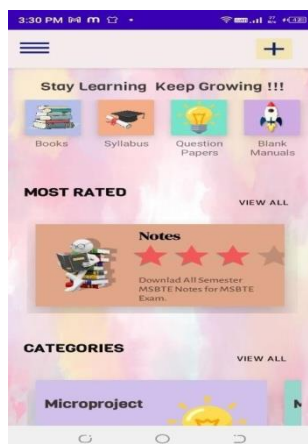 3:30 PM
Stay Learning Keep Growing !!!
Books Syllabus Question Papers Blank Manuals
MOST RATED
VIEW ALL
Notes
Downlad All Semester
MSBTE Notes for MSBTE
Exam.
CATEGORIES
VIEW ALL
Microproject